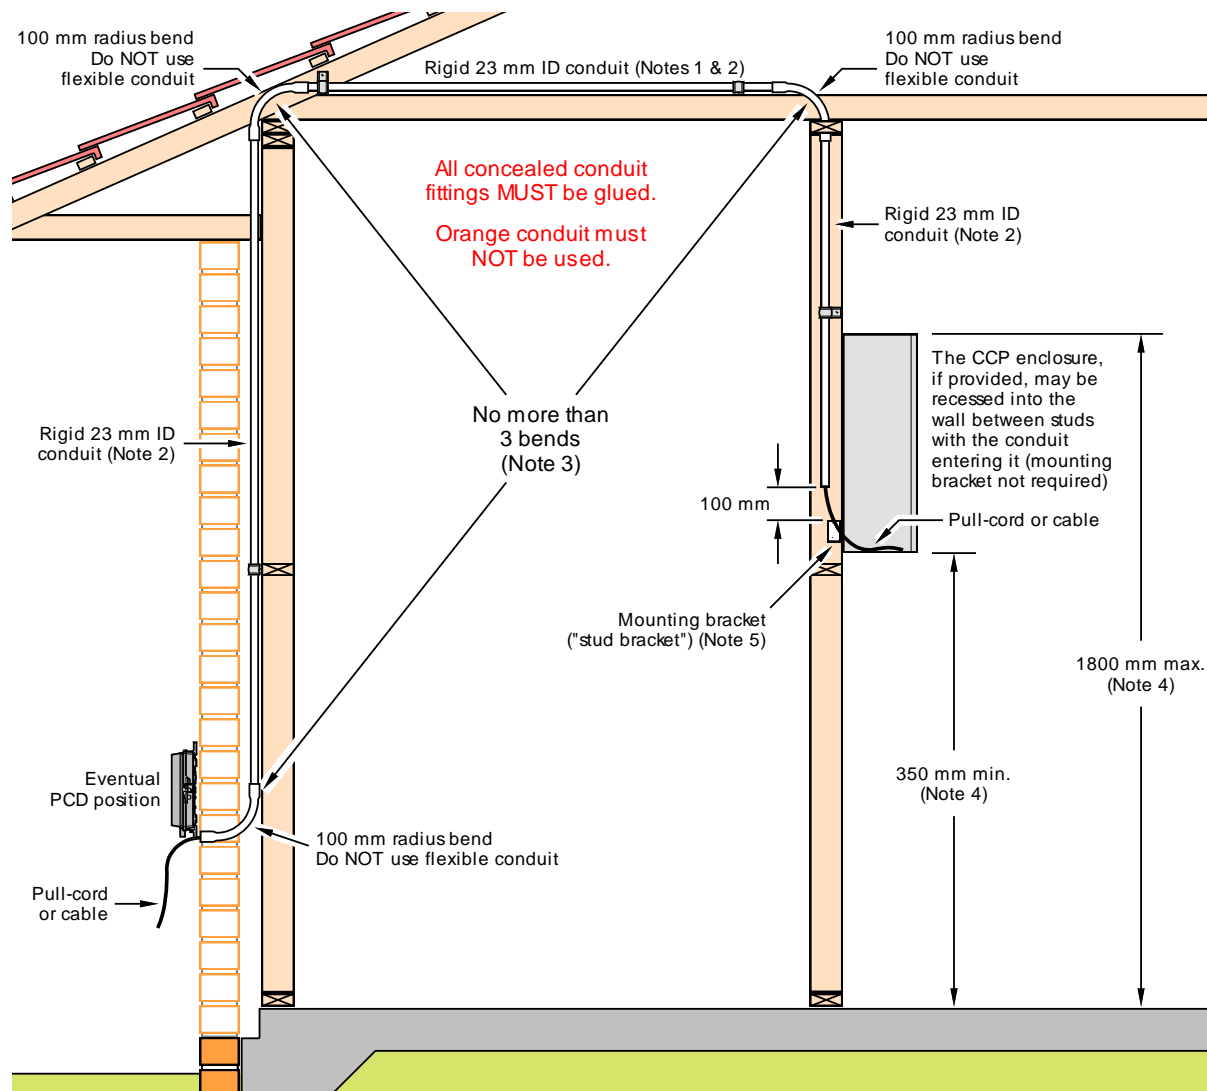 100 mm radius bend
Do NOT use
flexible conduit
Rigid 23 mm ID conduit (Notes 1 & 2)
100 mm radius bend
Do NOT use
flexible conduit
All concealed conduit
fittings MUST be glued.
Orange conduit must
NOT be used.
Rigid 23 mm ID
conduit (Note 2)
The CCP enclosure,
if provided, may be
recessed into the
wall between studs
with the conduit
entering it (mounting
bracket not required)
No more than
3 bends
(Note 3)
Rigid 23 mm ID
conduit (Note 2)
100 mm
Pull-cord or cable
Mounting bracket
("stud bracket") (Note 5)
1800 mm max.
(Note 4)
350 mm min.
(Note 4)
Eventual
PCD position
100 mm radius bend
Do NOT use flexible conduit
Pull-cord
or cable